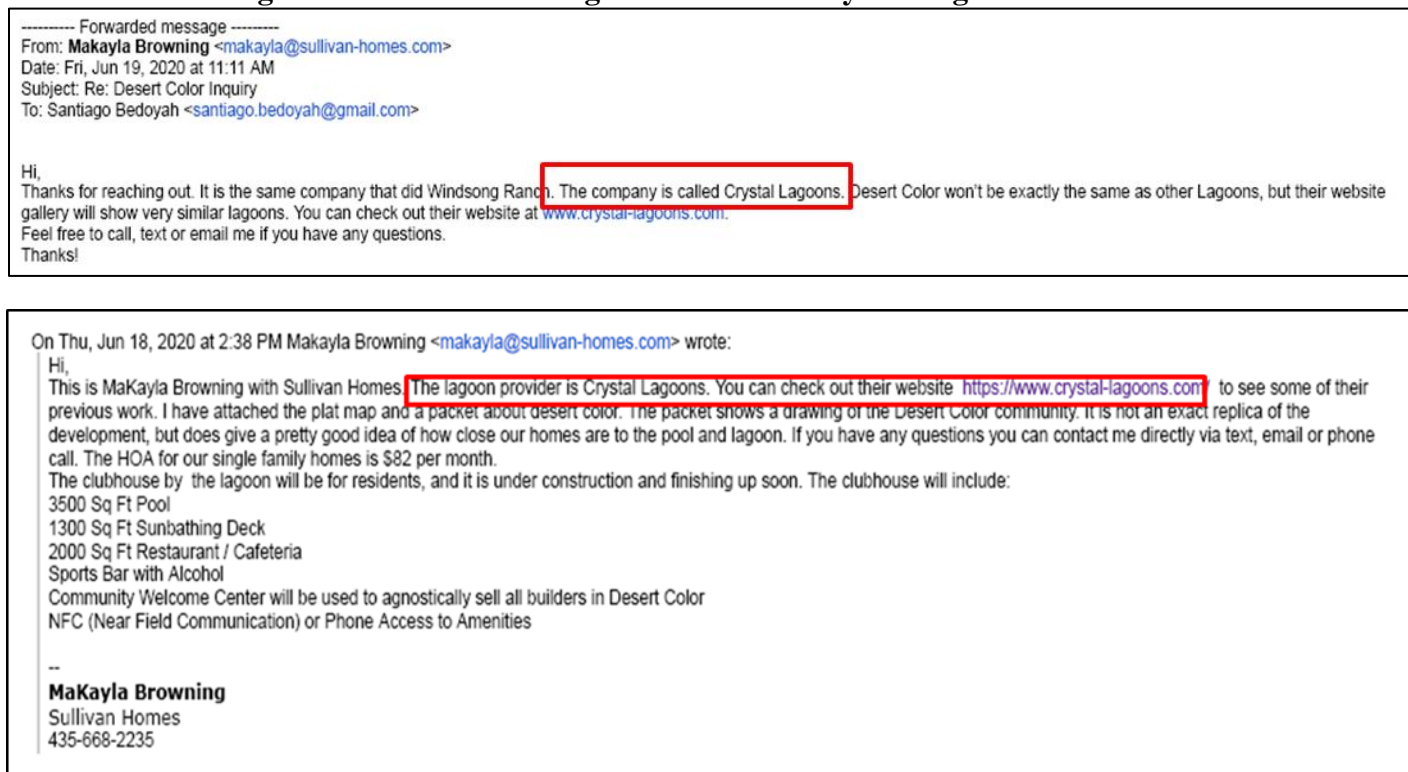 ---------- Forwarded message ---------
From: Makayla Browning <makayla@sullivan-homes.com>
Date: Fri, Jun 19, 2020 at 11:11 AM
Subject: Re: Desert Color Inquiry
To: Santiago Bedoyah <santiago.bedoyah@gmail.com>
Hi,
Thanks for reaching out. It is the same company that did Windsong Ranch. The company is called Crystal Lagoons. Desert Color won't be exactly the same as other Lagoons, but their website
gallery will show very similar lagoons. You can check out their website at www.crystal-lagoons.com.
Feel free to call, text or email me if you have any questions.
Thanks!
On Thu, Jun 18, 2020 at 2:38 PM Makayla Browning <makayla@sullivan-homes.com> wrote:
Hi,
This is MaKayla Browning with Sullivan Homes. The lagoon provider is Crystal Lagoons. You can check out their website https://www.crystal-lagoons.com/ to see some of their
previous work. I have attached the plat map and a packet about desert color. The packet shows a drawing of the Desert Color community. It is not an exact replica of the
development, but does give a pretty good idea of how close our homes are to the pool and lagoon. If you have any questions you can contact me directly via text, email or phone
call. The HOA for our single family homes is $82 per month.
The clubhouse by the lagoon will be for residents, and it is under construction and finishing up soon. The clubhouse will include:
3500 Sq Ft Pool
1300 Sq Ft Sunbathing Deck
2000 Sq Ft Restaurant / Cafeteria
Sports Bar with Alcohol
Community Welcome Center will be used to agnostically sell all builders in Desert Color
NFC (Near Field Communication) or Phone Access to Amenities
--
MaKayla Browning
Sullivan Homes
435-668-2235